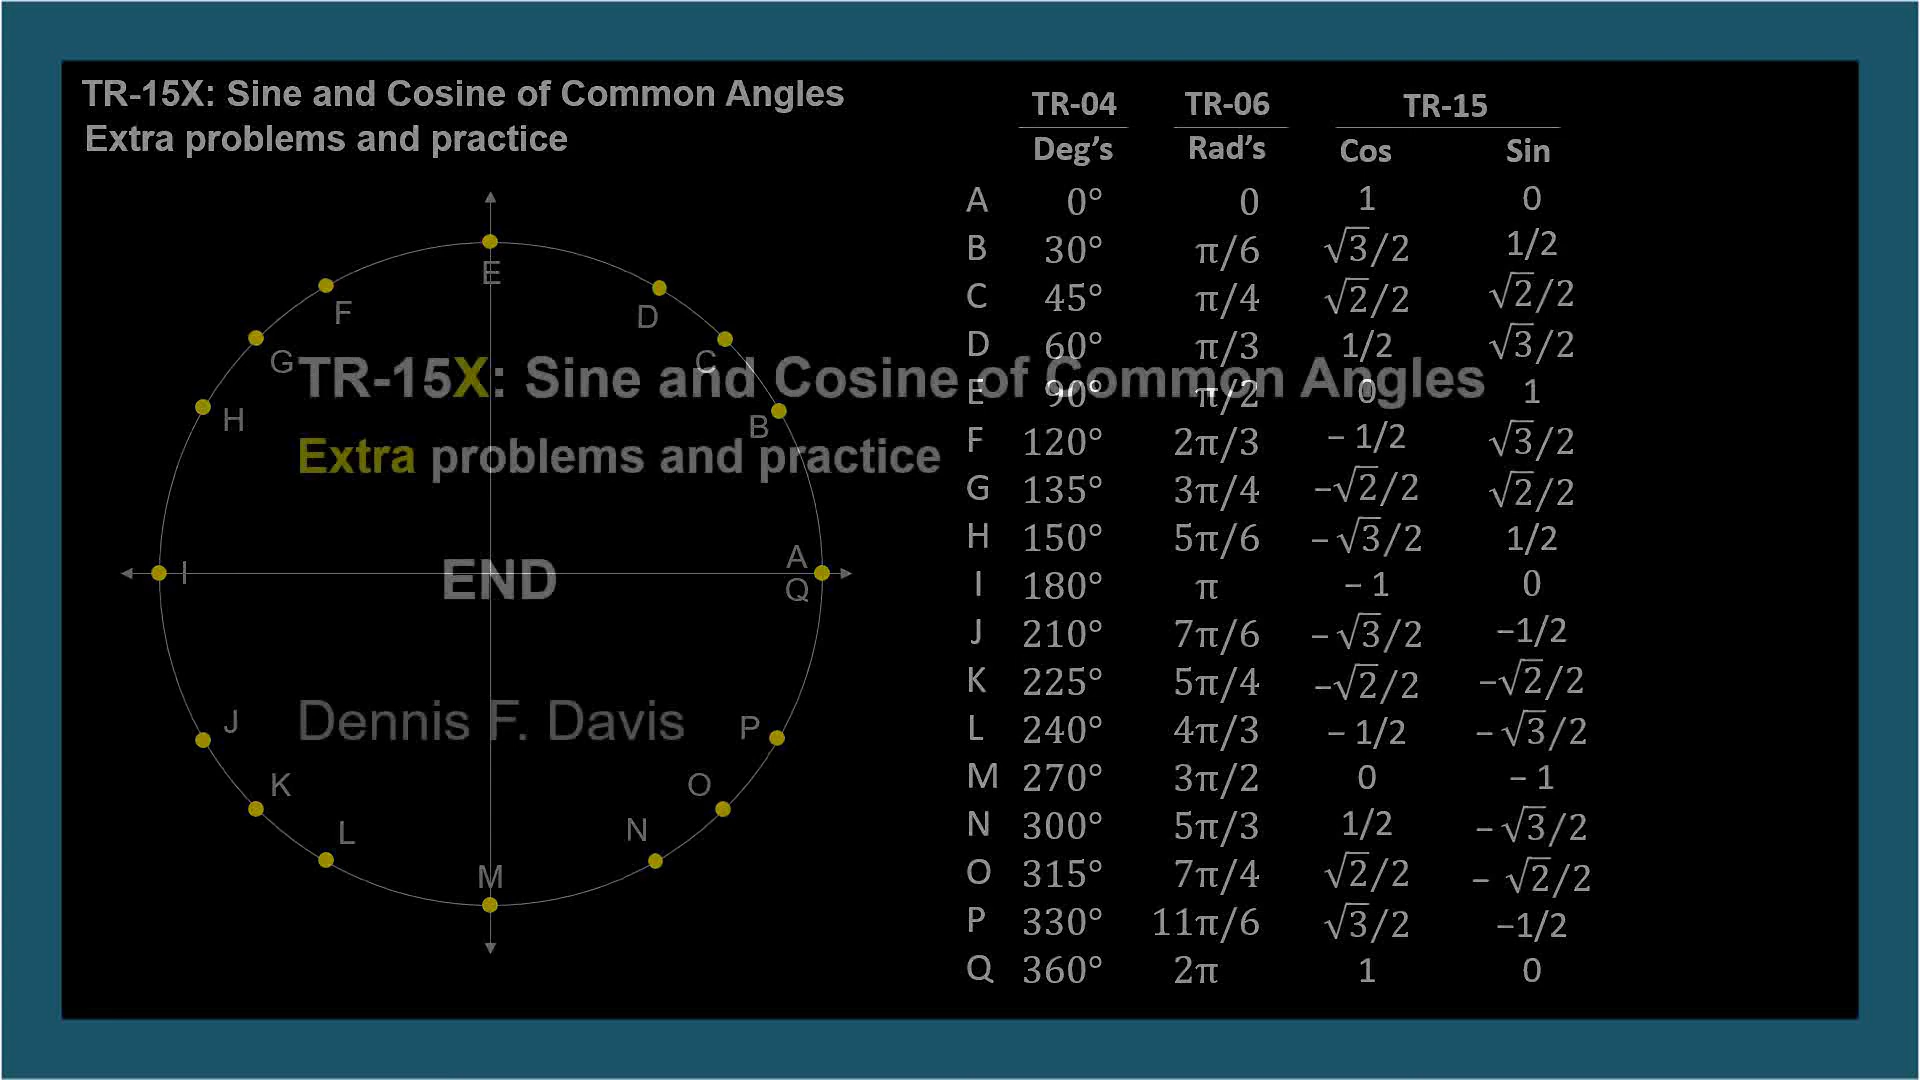 TR-15X: Sine and Cosine of Common Angles
Extra problems and practice
E
F
D
G
C
H
B
I
A
Q
J
P
K
O
L
N
M
TR-15X: Sine and Cosine of Common Angles
Extra problems and practice
END
Dennis F. Davis
TR-04 TR-06 TR-15
Deg’s Rad’s Cos Sin
A 0° 0 1 0
B 30° π/6 √3/2 1/2
C 45° π/4 √2/2 √2/2
D 60° π/3 1/2 √3/2
E 90° π/2 0 1
F 120° 2π/3 – 1/2 √3/2
G 135° 3π/4 –√2/2 √2/2
H 150° 5π/6 – √3/2 1/2
I 180° π – 1 0
J 210° 7π/6 – √3/2 –1/2
K 225° 5π/4 –√2/2 –√2/2
L 240° 4π/3 – 1/2 – √3/2
M 270° 3π/2 0 – 1
N 300° 5π/3 1/2 – √3/2
O 315° 7π/4 √2/2 – √2/2
P 330° 11π/6 √3/2 –1/2
Q 360° 2π 1 0